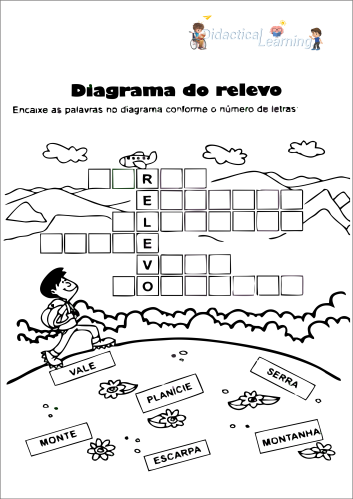 Didactical
Learning
Diagrama do relevo
Encaixe as palavras no diagrama conforme o número de letras:
R
E
L
E
V
O
VALE
PLANÍCIE
SERRA
MONTE
ESCARPA
MONTANHA